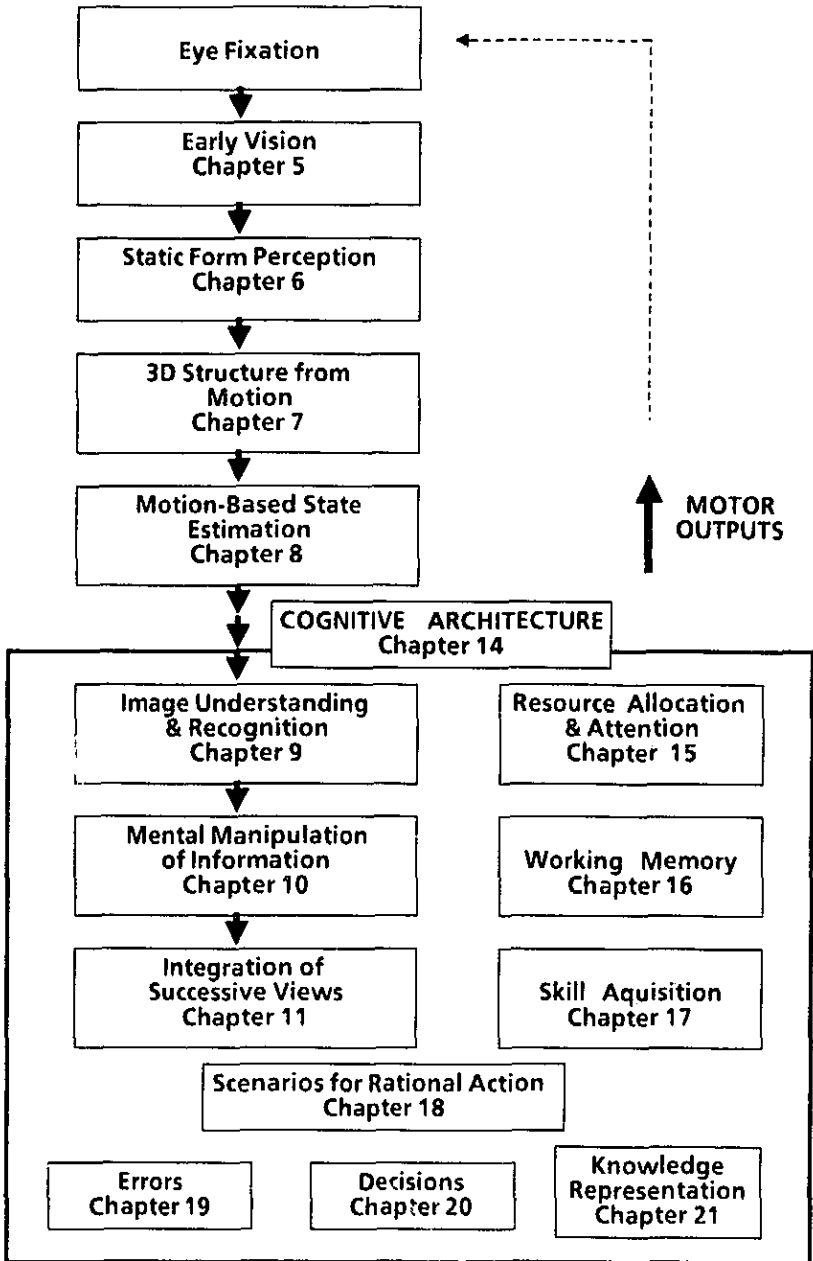 Eye Fixation
Early Vision
Chapter 5
Static Form Perception
Chapter 6
3D Structure from
Motion
Chapter 7
Motion-Based State
Estimation
Chapter 8
MOTOR
OUTPUTS
COGNITIVE ARCHITECTURE
Chapter 14
Image Understanding
& Recognition
Chapter 9
Resource Allocation
& Attention
Chapter 15
Mental Manipulation
of Information
Chapter 10
Working Memory
Chapter 16
Integration of
Successive Views
Chapter 11
Skill Aquisition
Chapter 17
Scenarios for Rational Action
Chapter 18
Errors
Chapter 19
Decisions
Chapter 20
Knowledge
Representation
Chapter 21